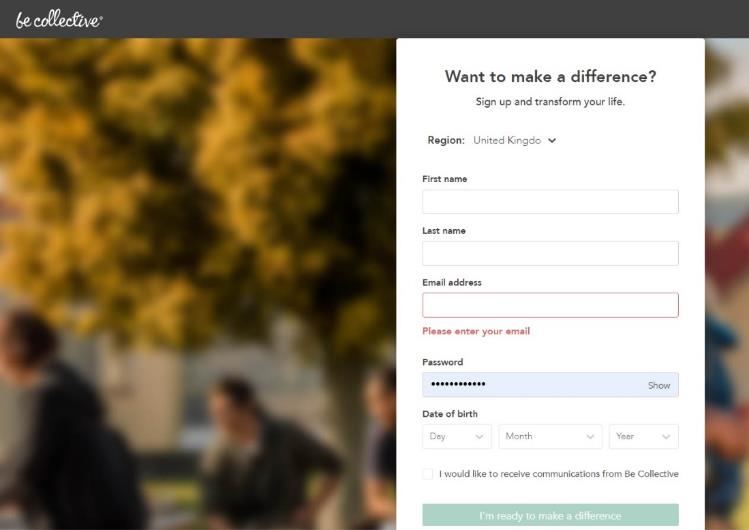 be collective
Want to make a difference?
Sign up and transform your life.
Region: United Kingdo
First name
Last name
Email address
Please enter your email
Password
•••••••••••• Show
Date of birth
Day Month Year
I would like to receive communications from Be Collective
I'm ready to make a difference